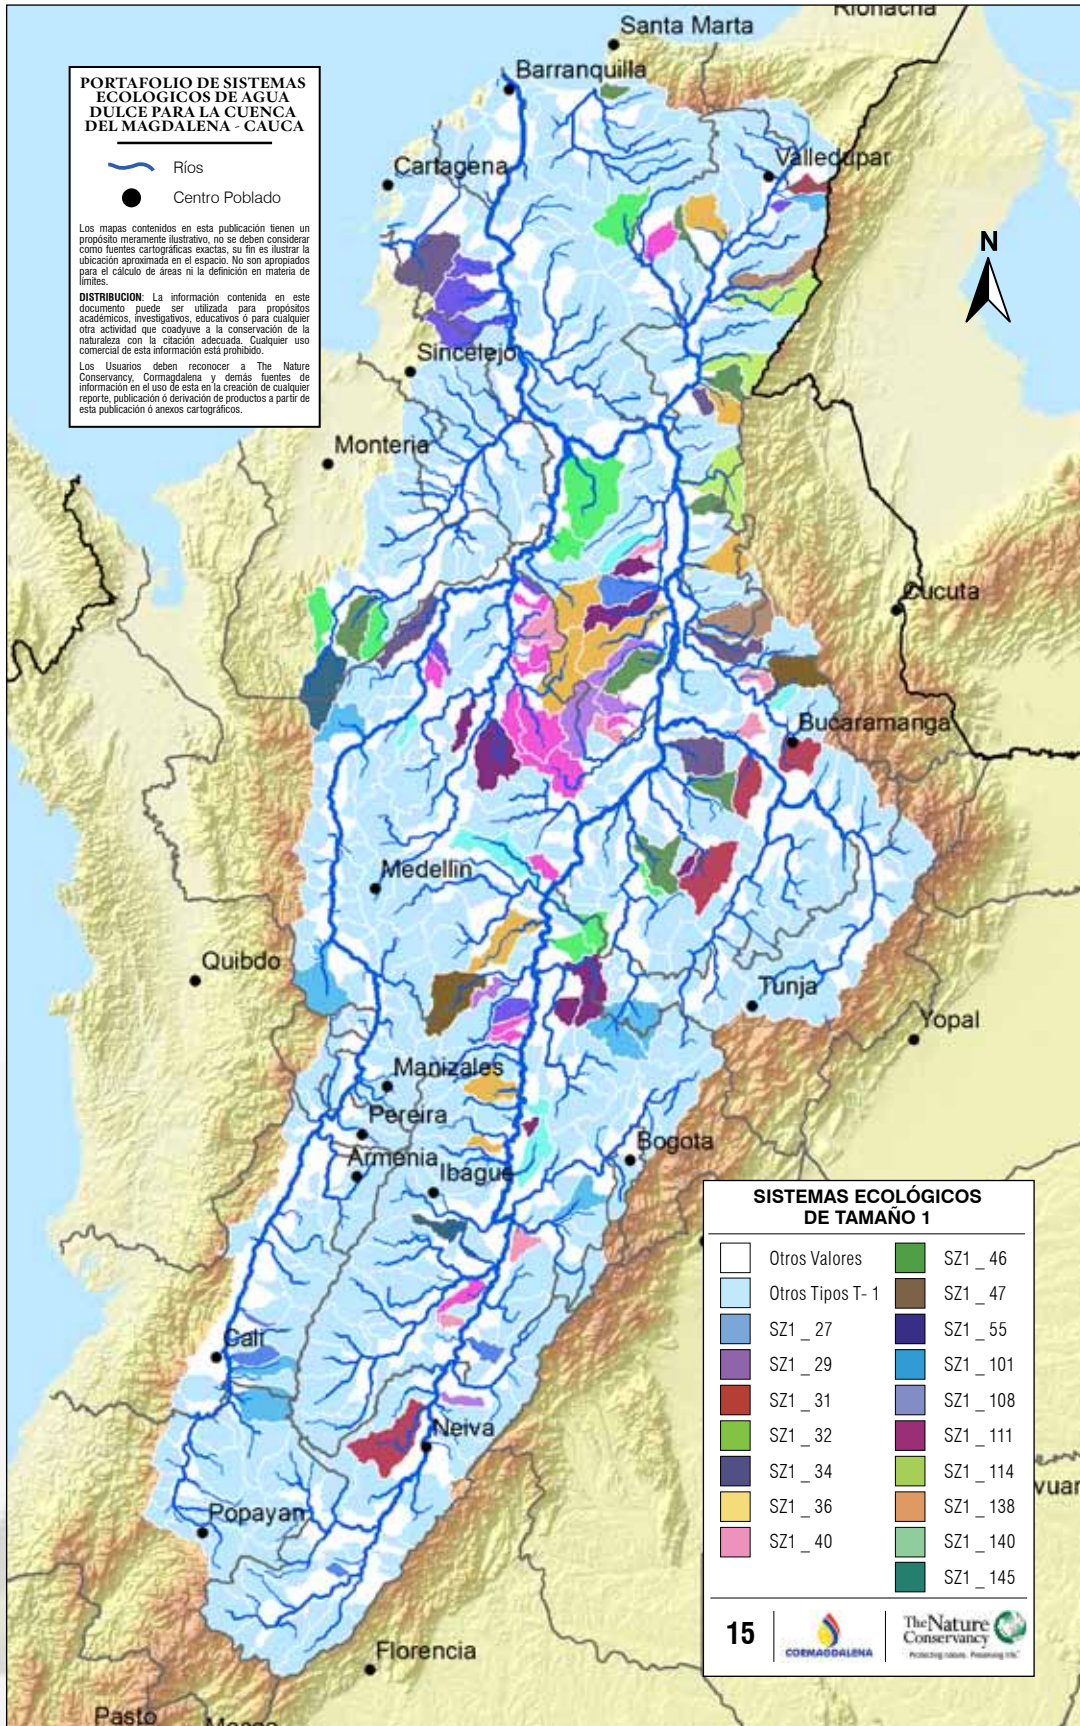 Riohacha
Santa Marta
Barranquilla
PORTAFOLIO DE SISTEMAS
ECOLOGICOS DE AGUA
DULCE PARA LA CUENCA
DEL MAGDALENA - CAUCA
Ríos
Centro Poblado
Los mapas contenidos en esta publicación tienen un
propósito meramente ilustrativo, no se deben considerar
como fuentes cartográficas exactas, su fin es ilustrar la
ubicación aproximada en el espacio. No son apropiados
para el cálculo de áreas ni la definición en materia de
límites.
DISTRIBUCION: La información contenida en este
documento puede ser utilizada para propósitos
académicos, investigativos, educativos ó para cualquier
otra actividad que coadyuve a la conservación de la
naturaleza con la citación adecuada. Cualquier uso
comercial de esta información está prohibido.
Los Usuarios deben reconocer a The Nature
Conservancy, Cormagdalena y demás fuentes de
información en el uso de esta en la creación de cualquier
reporte, publicación ó derivación de productos a partir de
esta publicación ó anexos cartográficos.
Cartagena
Valledupar
N
Sincelejo
Monteria
Cucuta
Bucaramanga
Medellin
Quibdo
Tunja
Yopal
Manizales
Pereira
Armenia
Ibague
Bogota
Cali
Neiva
Popayan
Florencia
Pasto
SISTEMAS ECOLÓGICOS
DE TAMAÑO 1
Otros Valores
Otros Tipos T- 1
SZ1 _ 27
SZ1 _ 29
SZ1 _ 31
SZ1 _ 32
SZ1 _ 34
SZ1 _ 36
SZ1 _ 40
SZ1 _ 46
SZ1 _ 47
SZ1 _ 55
SZ1 _ 101
SZ1 _ 108
SZ1 _ 111
SZ1 _ 114
SZ1 _ 138
SZ1 _ 140
SZ1 _ 145
15
CORMAGDALENA
The Nature
Conservancy
Protecting nature. Preserving life.